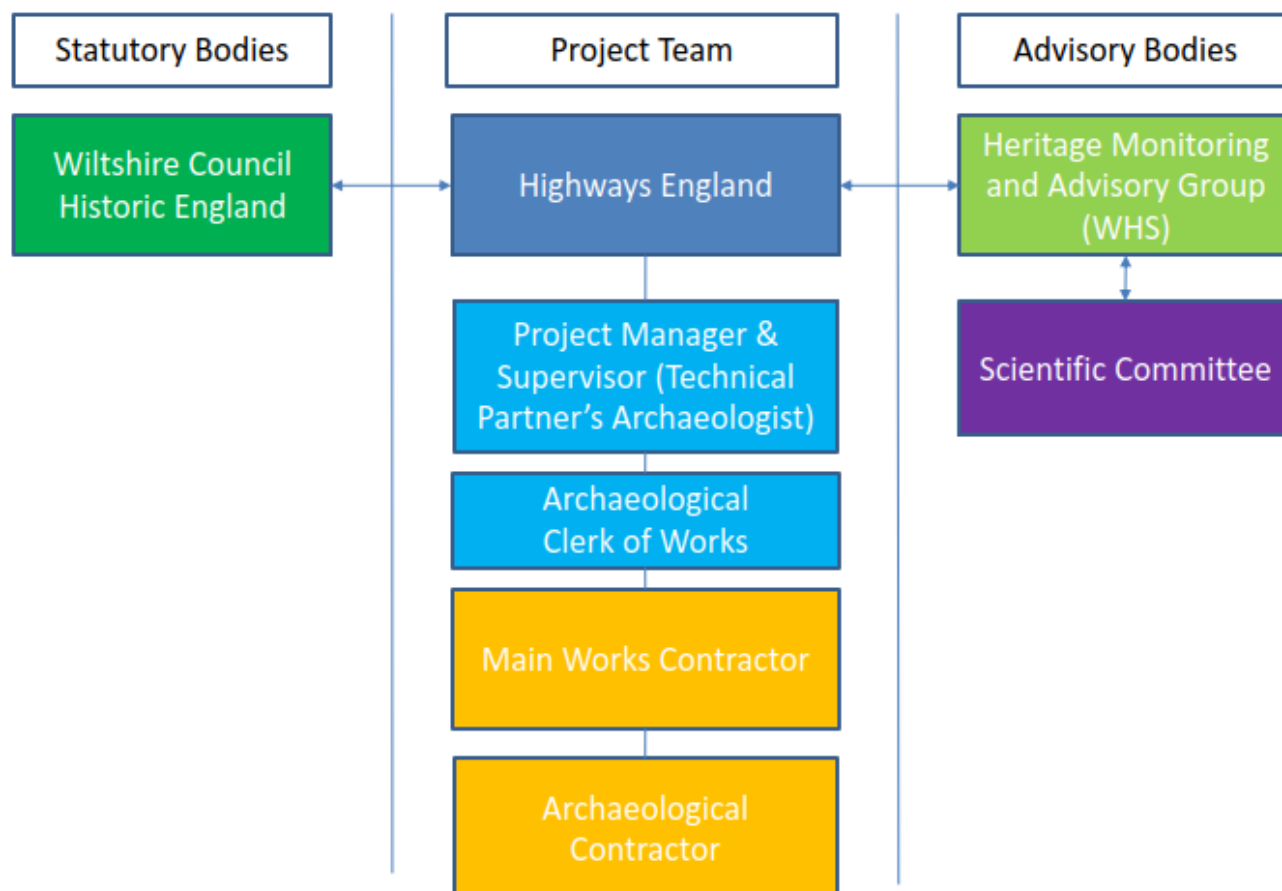 Statutory Bodies
Project Team
Advisory Bodies
Wiltshire Council
Historic England
Highways England
Heritage Monitoring
and Advisory Group
(WHS)
Project Manager &
Supervisor (Technical
Partner’s Archaeologist)
Scientific Committee
Archaeological
Clerk of Works
Main Works Contractor
Archaeological
Contractor